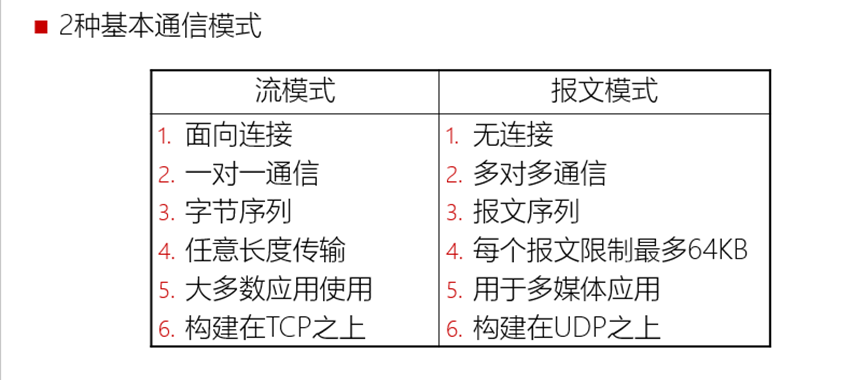 2种基本通信模式
流模式 报文模式
1. 面向连接 1. 无连接
2. 一对一通信 2. 多对多通信
3. 字节序列 3. 报文序列
4. 任意长度传输 4. 每个报文限制最多64KB
5. 大多数应用使用 5. 用于多媒体应用
6. 构建在TCP之上 6. 构建在UDP之上